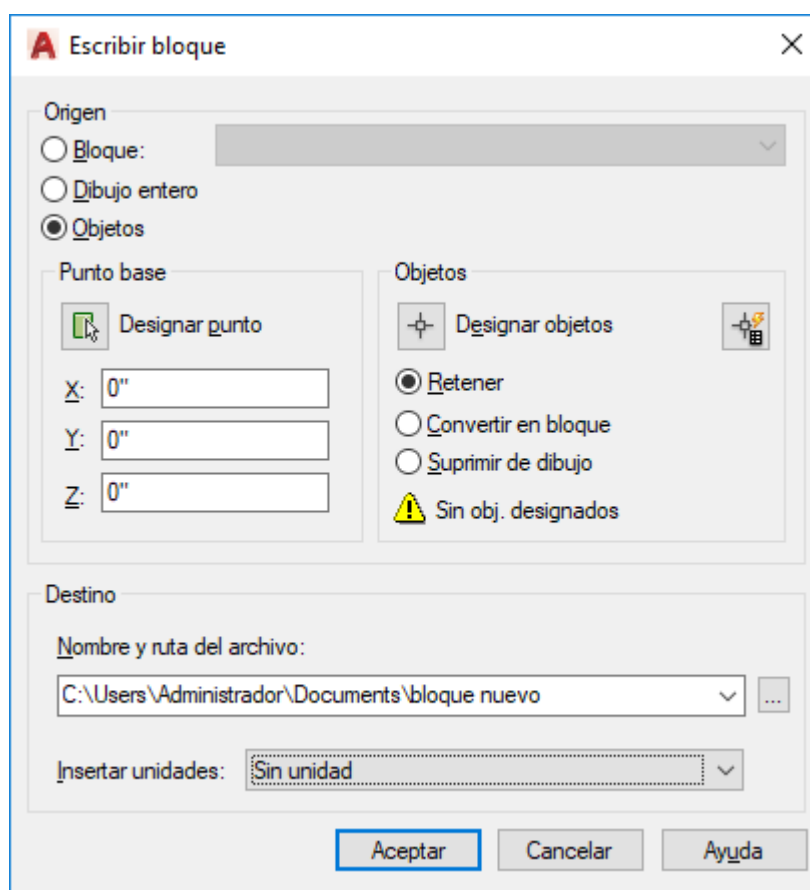 Escribir bloque
Origen
Bloque:
Dibujo entero
Objetos
Punto base
Designar punto
X: 0"
Y: 0"
Z: 0"
Objetos
Designar objetos
Retener
Convertir en bloque
Suprimir de dibujo
Sin obj. designados
Destino
Nombre y ruta del archivo:
C:\Users\Administrador\Documents\bloque nuevo
...
Insertar unidades: Sin unidad
Aceptar Cancelar Ayuda